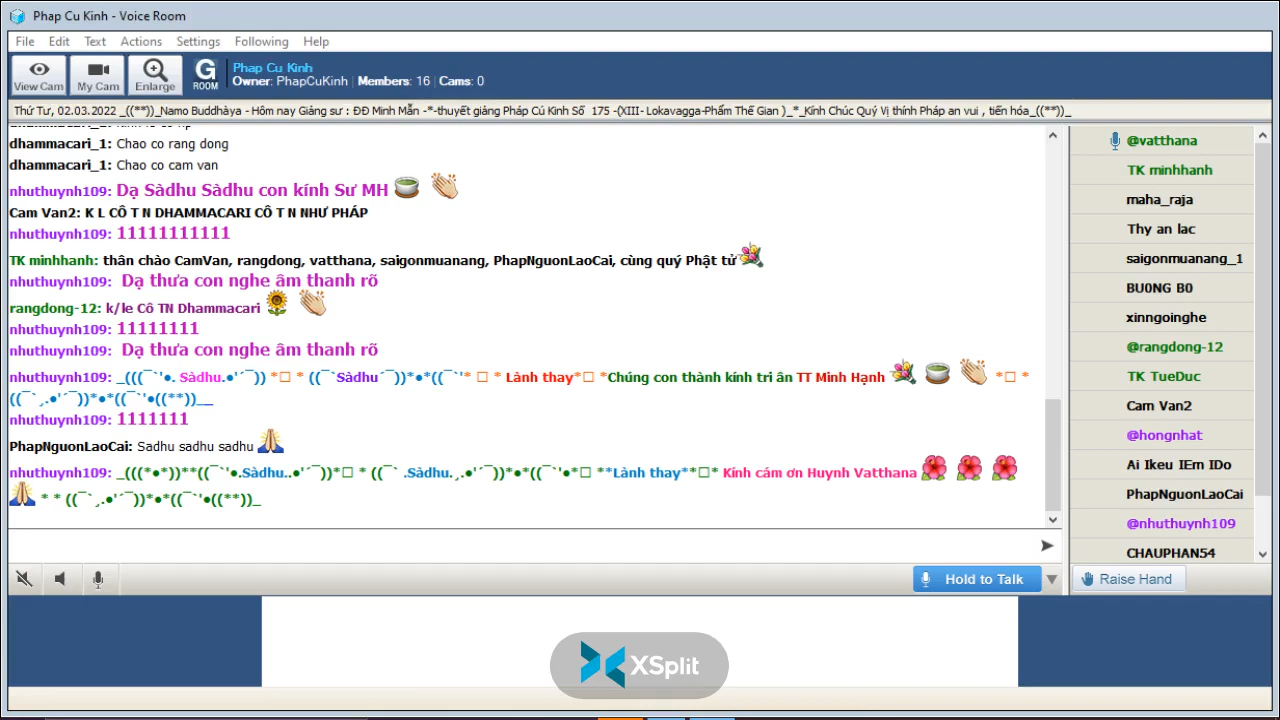 Phap Cu Kinh - Voice Room
File Edit Text Actions Settings Following Help
View Cam My Cam Enlarge G ROOM
Phap Cu Kinh
Owner: PhapCuKinh | Members: 16 | Cams: 0
Thứ Tư, 02.03.2022 _((**))_Namo Buddhàya - Hôm nay Giảng sư : ĐĐ Minh Mẫn -*-thuyết giảng Pháp Cú Kinh Số 175 -(XIII- Lokavagga-Phẩm Thế Gian )_*_Kính Chúc Quý Vị thính Pháp an vui , tiến hóa_((**))_
dhammacari_1: Chao co rang dong
dhammacari_1: Chao co cam van
nhuthuynh109: Dạ Sàdhu Sàdhu con kính Sư MH
Cam Van2: K L CÔ T N DHAMMACARI CÔ T N NHƯ PHÁP
nhuthuynh109: 11111111111
TK minhhanh: thân chào CamVan, rangdong, vatthana, saigonmuanang, PhapNguonLaoCai, cùng quý Phật tử
nhuthuynh109: Dạ thưa con nghe âm thanh rõ
rangdong-12: k/le Cô TN Dhammacari
nhuthuynh109: 11111111
nhuthuynh109: Dạ thưa con nghe âm thanh rõ
nhuthuynh109: _(((¯`'•. Sàdhu.•'´¯)) *□ * ((¯`Sàdhu´¯))*•*((¯`'* □ * Lành thay*□ *Chúng con thành kính tri ân TT Minh Hạnh *□ *
((¯`¸.•'´¯))*•*((¯`'•((**))__
nhuthuynh109: 1111111
PhapNguonLaoCai: Sadhu sadhu sadhu
nhuthuynh109: _(((*•*))**((¯`'•.Sàdhu..•'´¯))*□ * ((¯` .Sàdhu.¸.•'´¯))*•*((¯`'•*□ **Lành thay**□* Kính cám ơn Huynh Vatthana
* * ((¯`¸.•'´¯))*•*((¯`'•((**))_
@vatthana
TK minhhanh
maha_raja
Thy an lac
saigonmuanang_1
BU0NG B0
xinngoinghe
@rangdong-12
TK TueDuc
Cam Van2
@hongnhat
Ai Ikeu IEm IDo
PhapNguonLaoCai
@nhuthuynh109
CHAUPHAN54
Hold to Talk
Raise Hand
XSplit